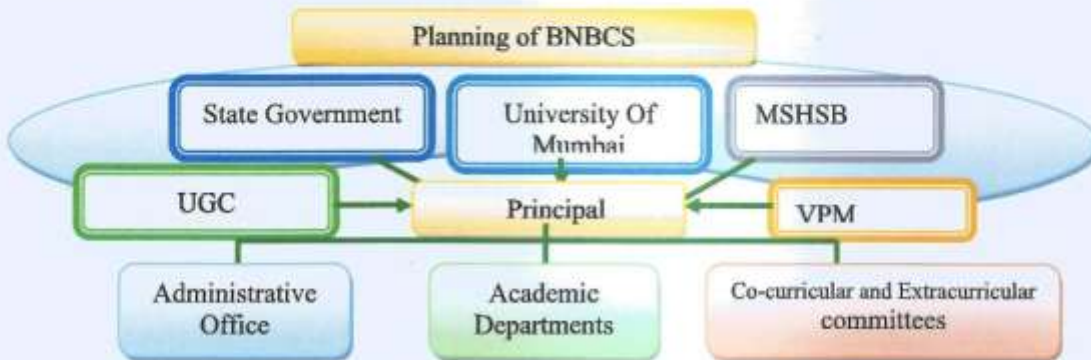 Planning of BNBCS
State Government
University Of
Mumbai
MSHSB
UGC
Principal
VPM
Administrative
Office
Academic
Departments
Co-curricular and Extracurricular
committees